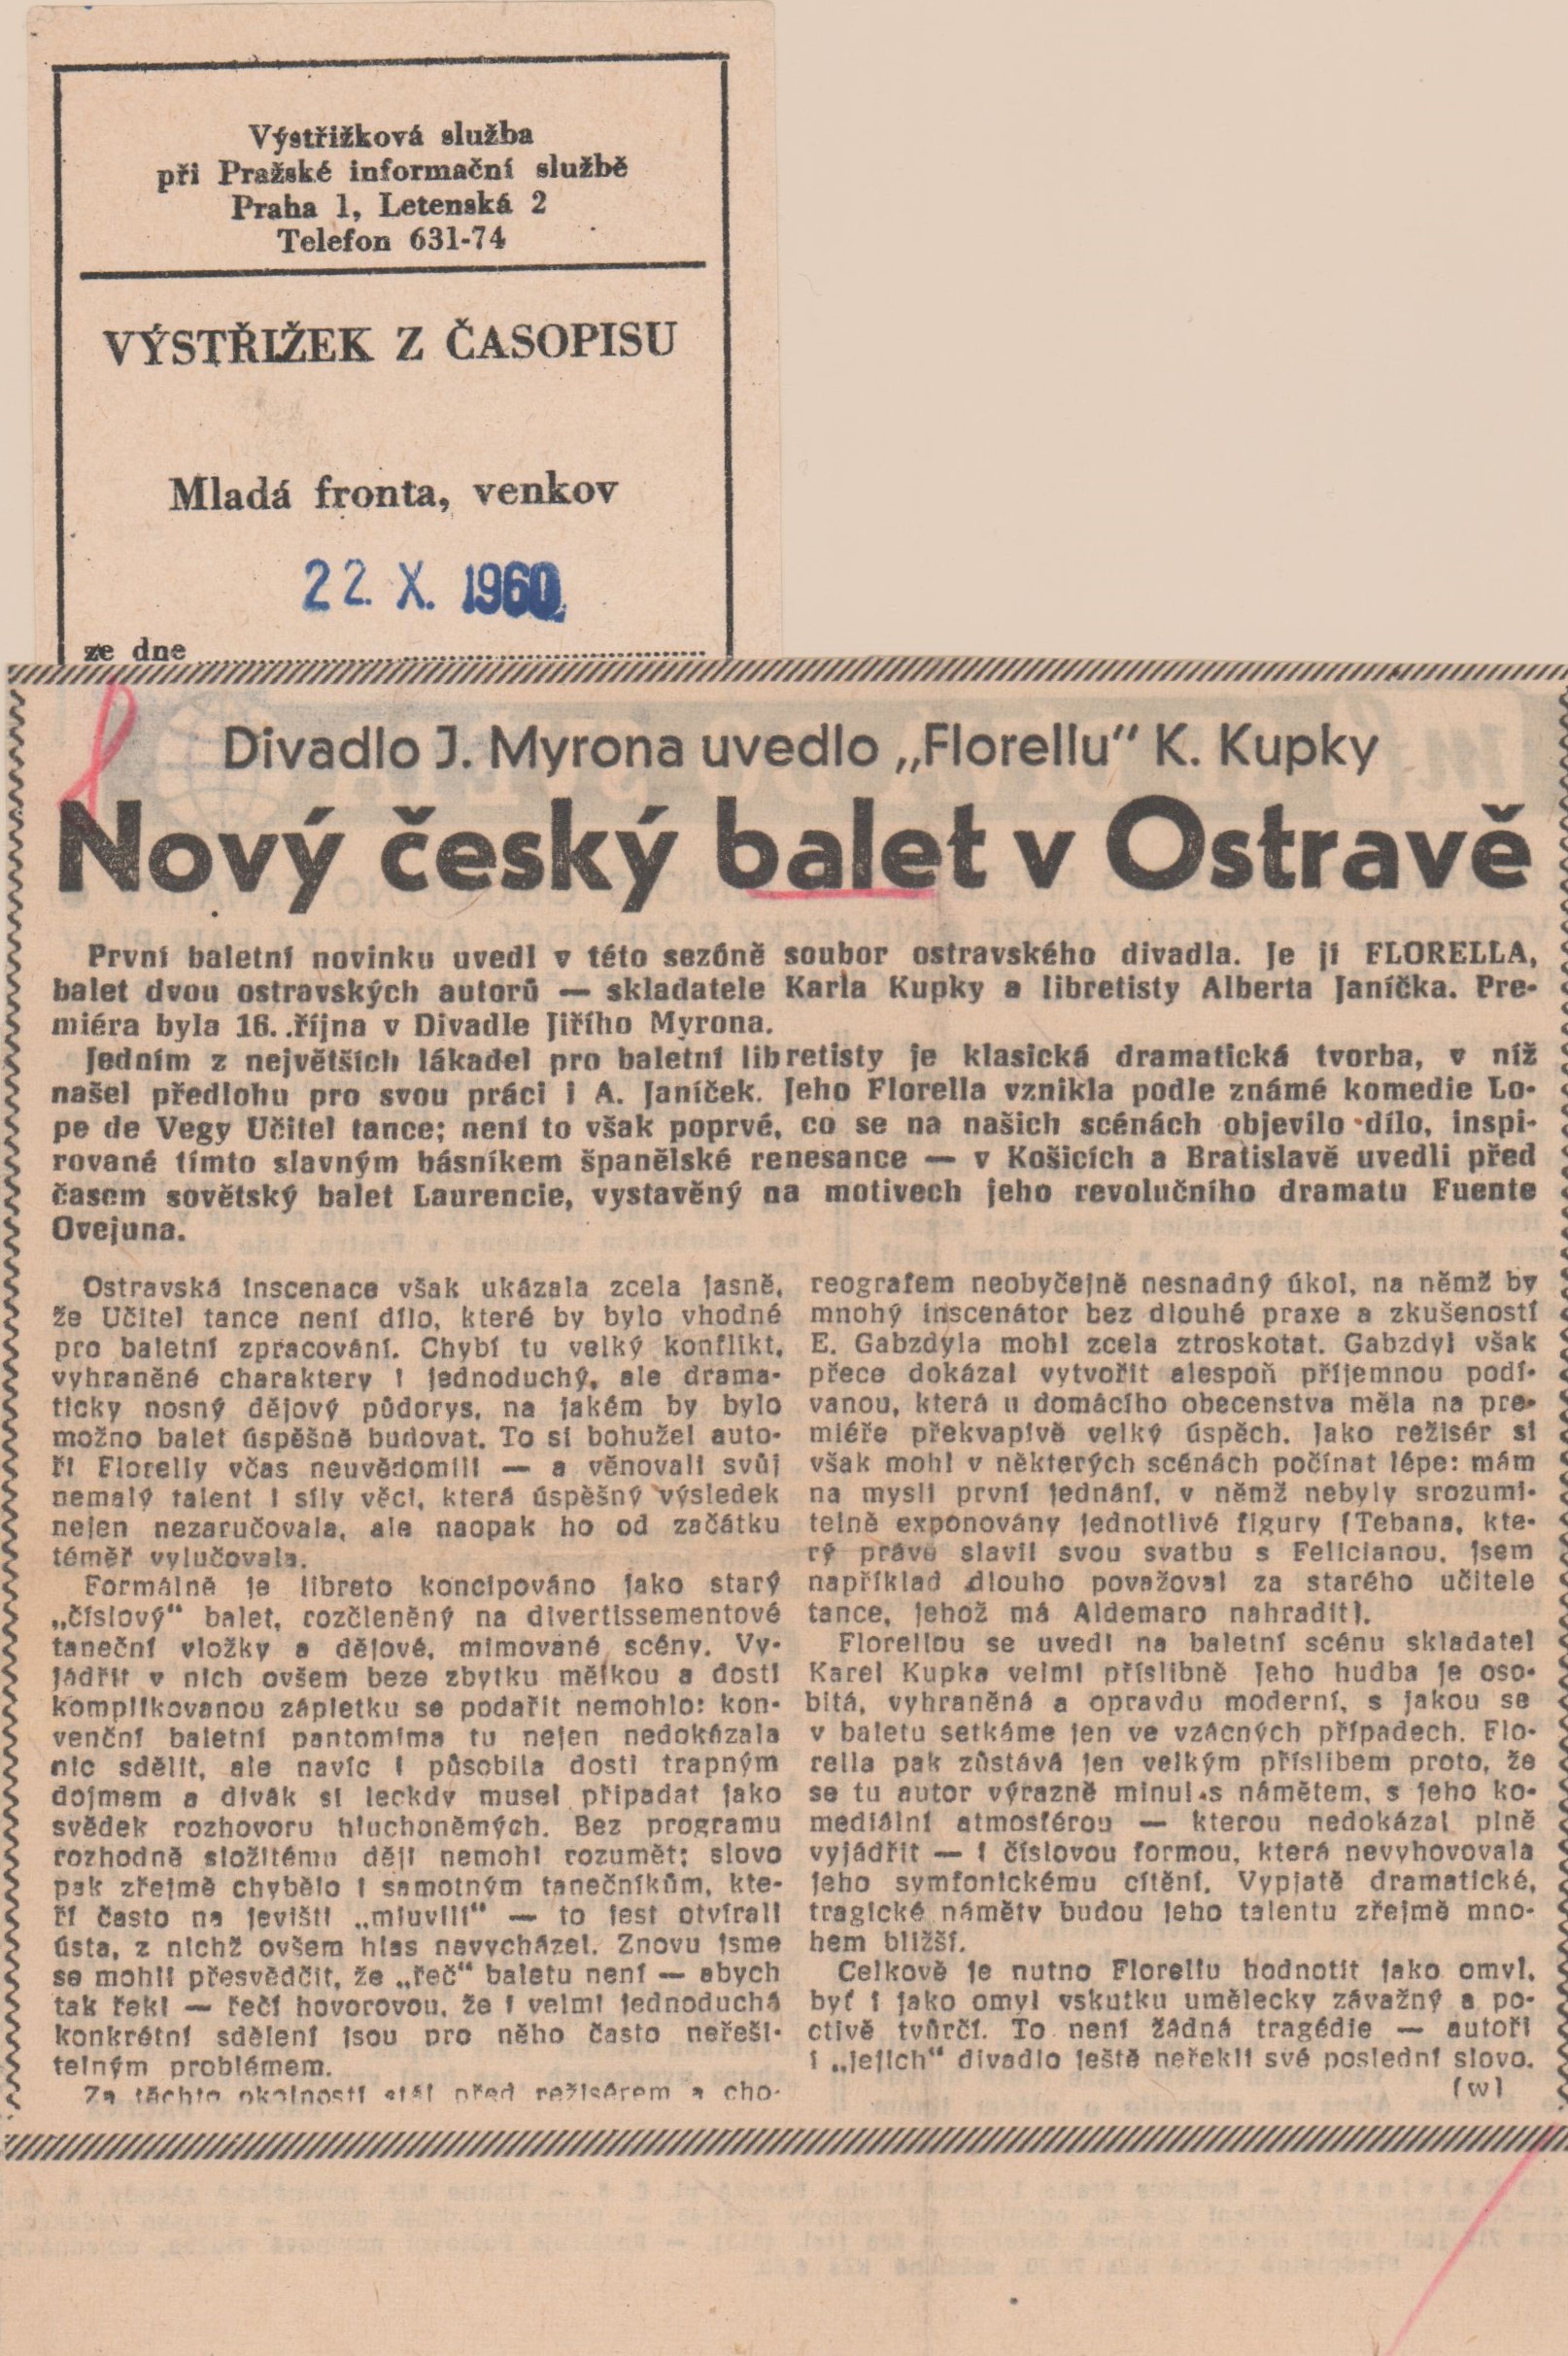 Výstřižková služba
při Pražské informační službě
Praha 1, Letenská 2
Telefon 631-74
VÝSTŘIŽEK Z ČASOPISU
Mladá fronta, venkov
22. X. 1960
ze dne
Divadlo J. Myrona uvedlo „Florellu“ K. Kupky
Nový český balet v Ostravě
První baletní novinku uvedl v této sezóně soubor ostravského divadla. Je jí FLORELLA,
balet dvou ostravských autorů — skladatele Karla Kupky a libretisty Alberta Janíčka. Pre-
miéra byla 16. října v Divadle Jiřího Myrona.
Jedním z největších lákadel pro baletní libretisty je klasická dramatická tvorba, v níž
našel předlohu pro svou práci i A. Janíček. Jeho Florella vznikla podle známé komedie Lo-
pe de Vegy Učitel tance; není to však poprvé, co se na našich scénách objevilo dílo, inspi-
rované tímto slavným básníkem španělské renesance — v Košicích a Bratislavě uvedli před
časem sovětský balet Laurencie, vystavěný na motivech jeho revolučního dramatu Fuente
Ovejuna.
Ostravská inscenace však ukázala zcela jasně,
že Učitel tance není dílo, které by bylo vhodné
pro baletní zpracování. Chybí tu velký konflikt,
vyhraněné charaktery i jednoduchý, ale drama-
ticky nosný dějový půdorys, na jakém by bylo
možno balet úspěšně budovat. To si bohužel auto-
ři Florelly včas neuvědomili — a věnovali svůj
nemalý talent i síly věci, která úspěšný výsledek
nejen nezaručovala, ale naopak ho od začátku
téměř vylučovala.
Formálně je libreto koncipováno jako starý
„číslový“ balet, rozčleněný na divertissementové
taneční vložky a dějové, mimované scény. Vy-
jádřit v nich ovšem beze zbytku mělkou a dosti
komplikovanou zápletku se podařit nemohlo: kon-
venční baletní pantomima tu nejen nedokázala
nic sdělit, ale navíc i působila dosti trapným
dojmem a divák si leckdy musel připadat jako
svědek rozhovoru hluchoněmých. Bez programu
rozhodně složitému ději nemohl rozumět; slovo
pak zřejmě chybělo i samotným tanečníkům, kte-
ří často na jevišti „mluvili“ — to jest otvírali
ústa, z nichž ovšem hlas nevycházel. Znovu jsme
se mohli přesvědčit, že „řeč“ baletu není — abych
tak řekl — řečí hovorovou, že i velmi jednoduchá
konkrétní sdělení jsou pro něho často neřeši-
telným problémem.
Za těchto okolností stál před režisérem a cho-
reografem neobyčejně nesnadný úkol, na němž by
mnohý inscenátor bez dlouhé praxe a zkušeností
E. Gabzdyla mohl zcela ztroskotat. Gabzdyl však
přece dokázal vytvořit alespoň příjemnou podí-
vanou, která u domácího obecenstva měla na pre-
miéře překvapivě velký úspěch. Jako režisér si
však mohl v některých scénách počínat lépe: mám
na mysli první jednání, v němž nebyly srozumi-
telně exponovány jednotlivé figury (Tebana, kte-
rý právě slavil svou svatbu s Felicianou, jsem
například dlouho považoval za starého učitele
tance, jehož má Aldemaro nahradit).
Florellou se uvedl na baletní scénu skladatel
Karel Kupka velmi příslibně Jeho hudba je oso-
bitá, vyhraněná a opravdu moderní, s jakou se
v baletu setkáme jen ve vzácných případech. Flo-
rella pak zůstává jen velkým příslibem proto, že
se tu autor výrazně minul s námětem, s jeho ko-
mediální atmosférou — kterou nedokázal plně
vyjádřit — i číslovou formou, která nevyhovovala
jeho symfonickému cítění. Vypjatě dramatické,
tragické náměty budou jeho talentu zřejmě mno-
hem bližší.
Celkově je nutno Florellu hodnotit jako omyl,
byť i jako omyl vskutku umělecky závažný a po-
ctivě tvůrčí. To není žádná tragédie — autoři
i „jejich“ divadlo ještě neřekli své poslední slovo.
(w)